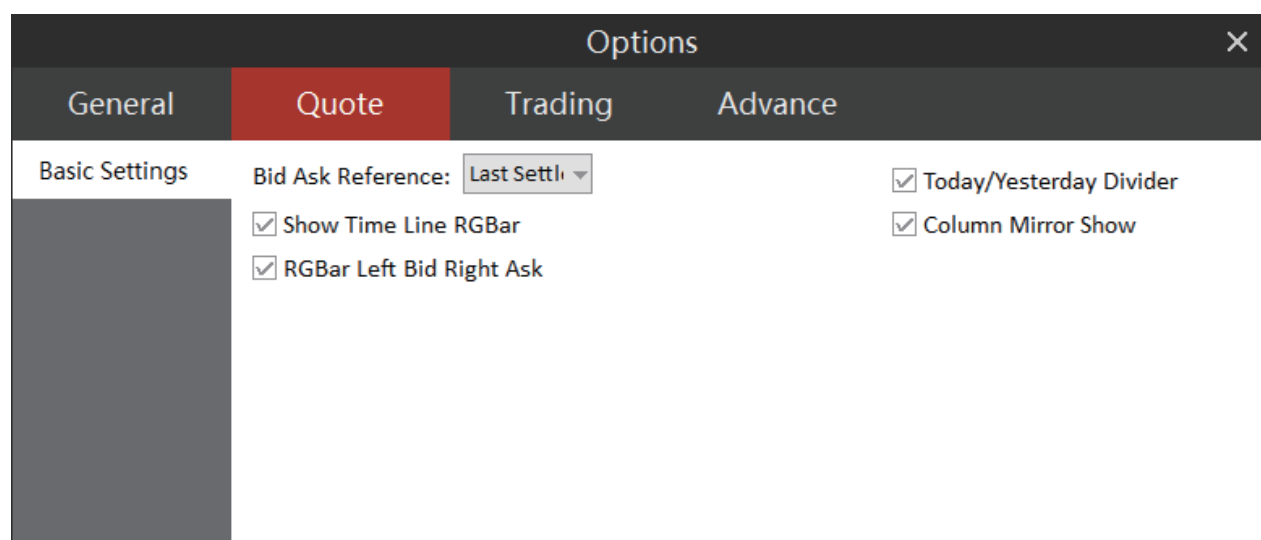 Options
General Quote Trading Advance
Basic Settings
Bid Ask Reference: Last Settl
Today/Yesterday Divider
Show Time Line RGBar
Column Mirror Show
RGBar Left Bid Right Ask